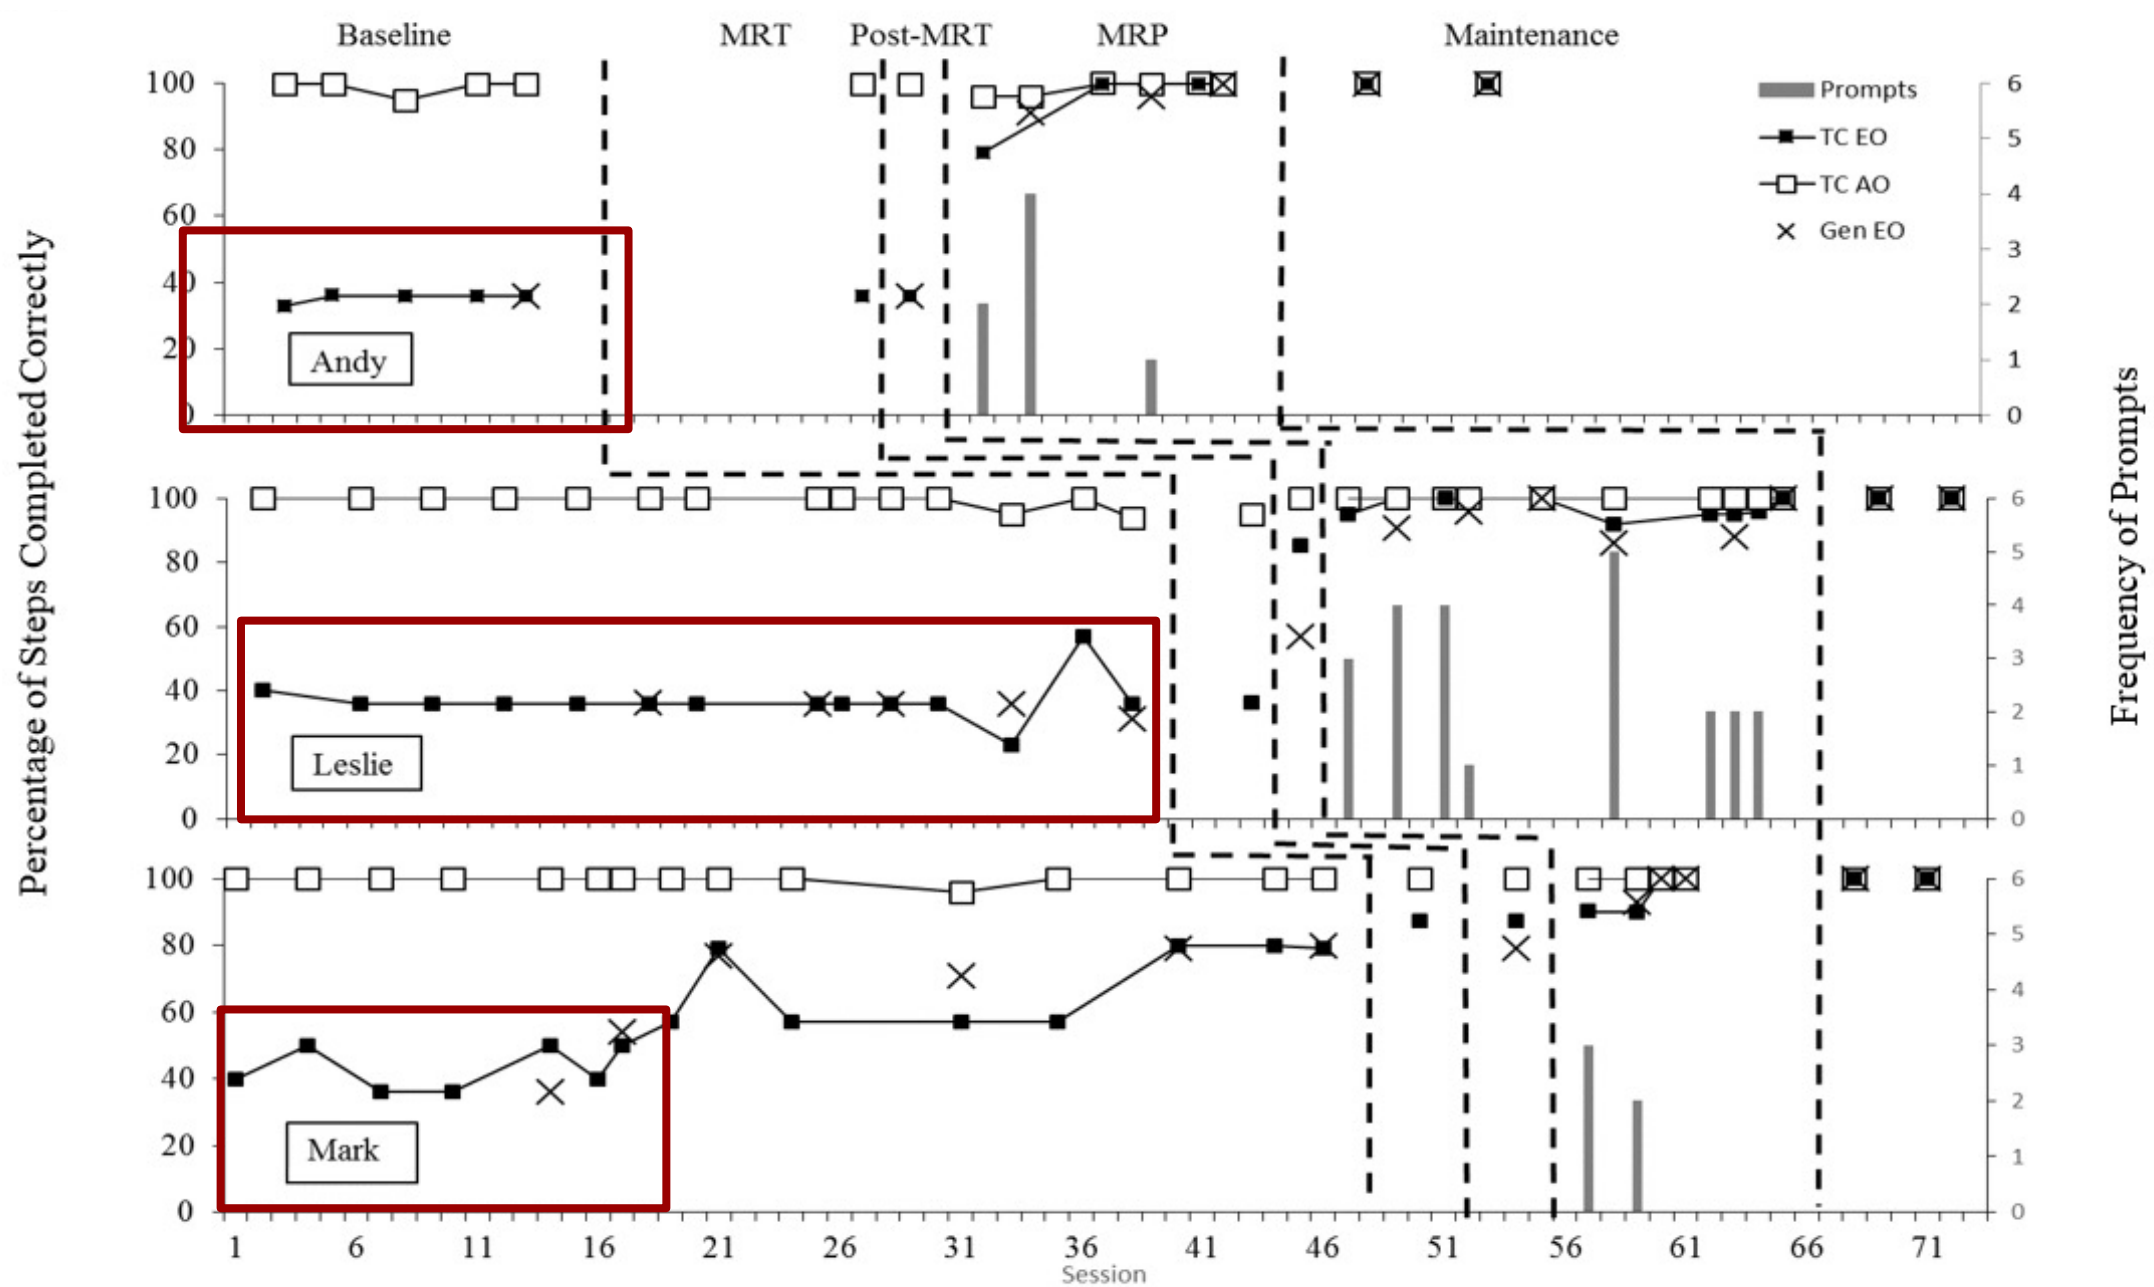 Baseline MRT Post-MRT MRP Maintenance
Percentage of Steps Completed Correctly
Frequency of Prompts
100 80 60 40 20 0
6 5 4 3 2 1 0
Prompts
TC EO
TC AO
Gen EO
Andy
100 80 60 40 20 0
6 5 4 3 2 1 0
Leslie
100 80 60 40 20 0
6 5 4 3 2 1 0
Mark
1 6 11 16 21 26 31 36 41 46 51 56 61 66 71
Session